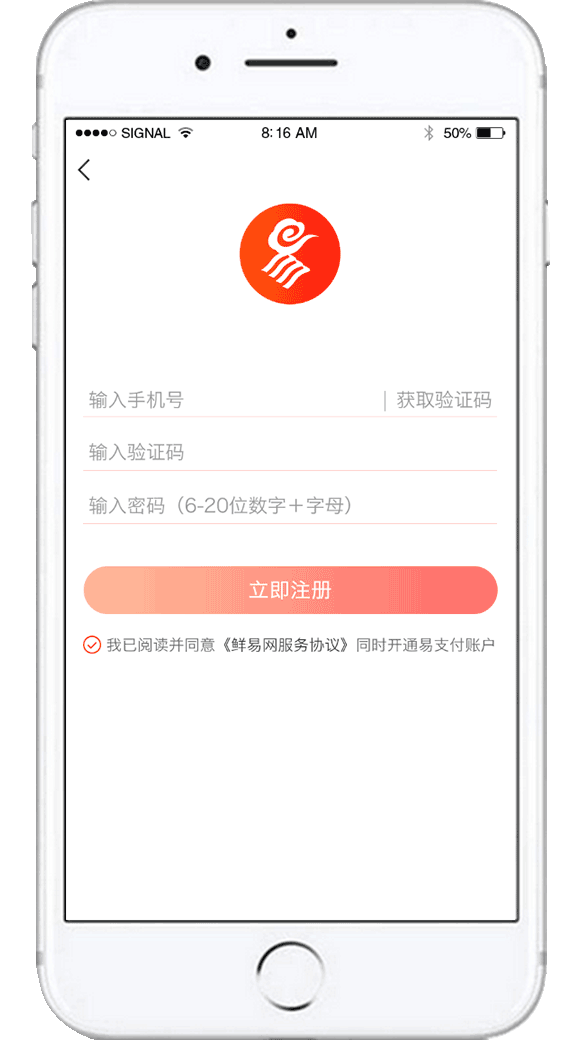 SIGNAL 8:16 AM 50%
输入手机号 | 获取验证码
输入验证码
输入密码（6-20位数字＋字母）
立即注册
我已阅读并同意《鲜易网服务协议》同时开通易支付账户